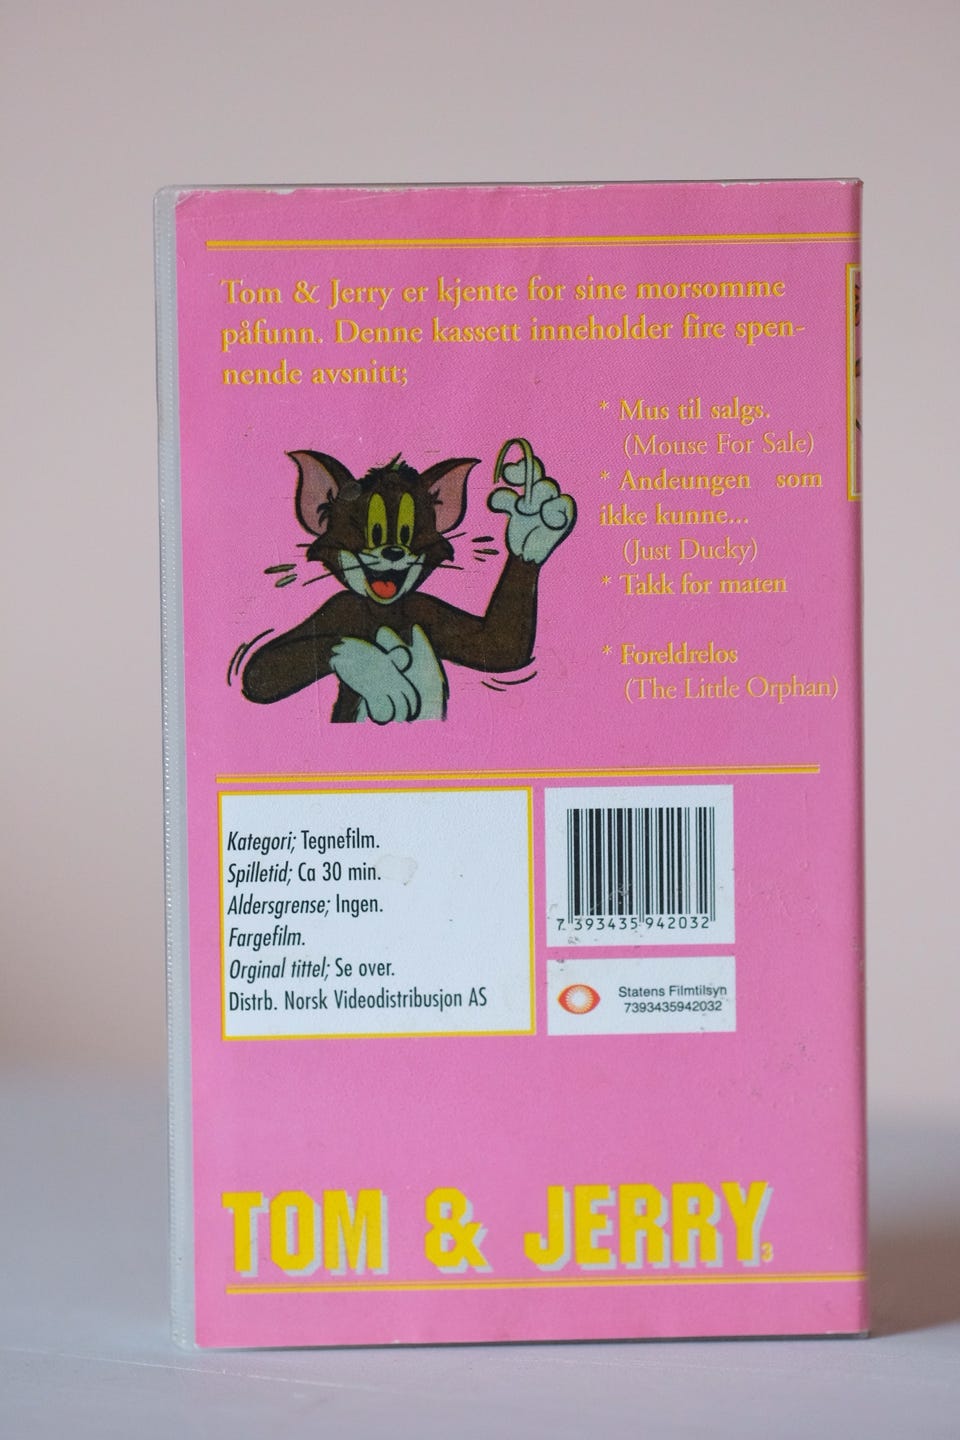 Tom & Jerry er kjente for sine morsomme
påfunn. Denne kassett inneholder fire spen-
nende avsnitt;
* Mus til salgs.
(Mouse For Sale)
* Andeungen som
ikke kunne...
(Just Ducky)
* Takk for maten
* Foreldrelos
(The Little Orphan)
Kategori; Tegnefilm.
Spilletid; Ca 30 min.
Aldersgrense; Ingen.
Fargefilm.
Orginal tittel; Se over.
Distrb. Norsk Videodistribusjon AS
7 393435 942032
Statens Filmtilsyn
7393435942032
TOM & JERRY 3